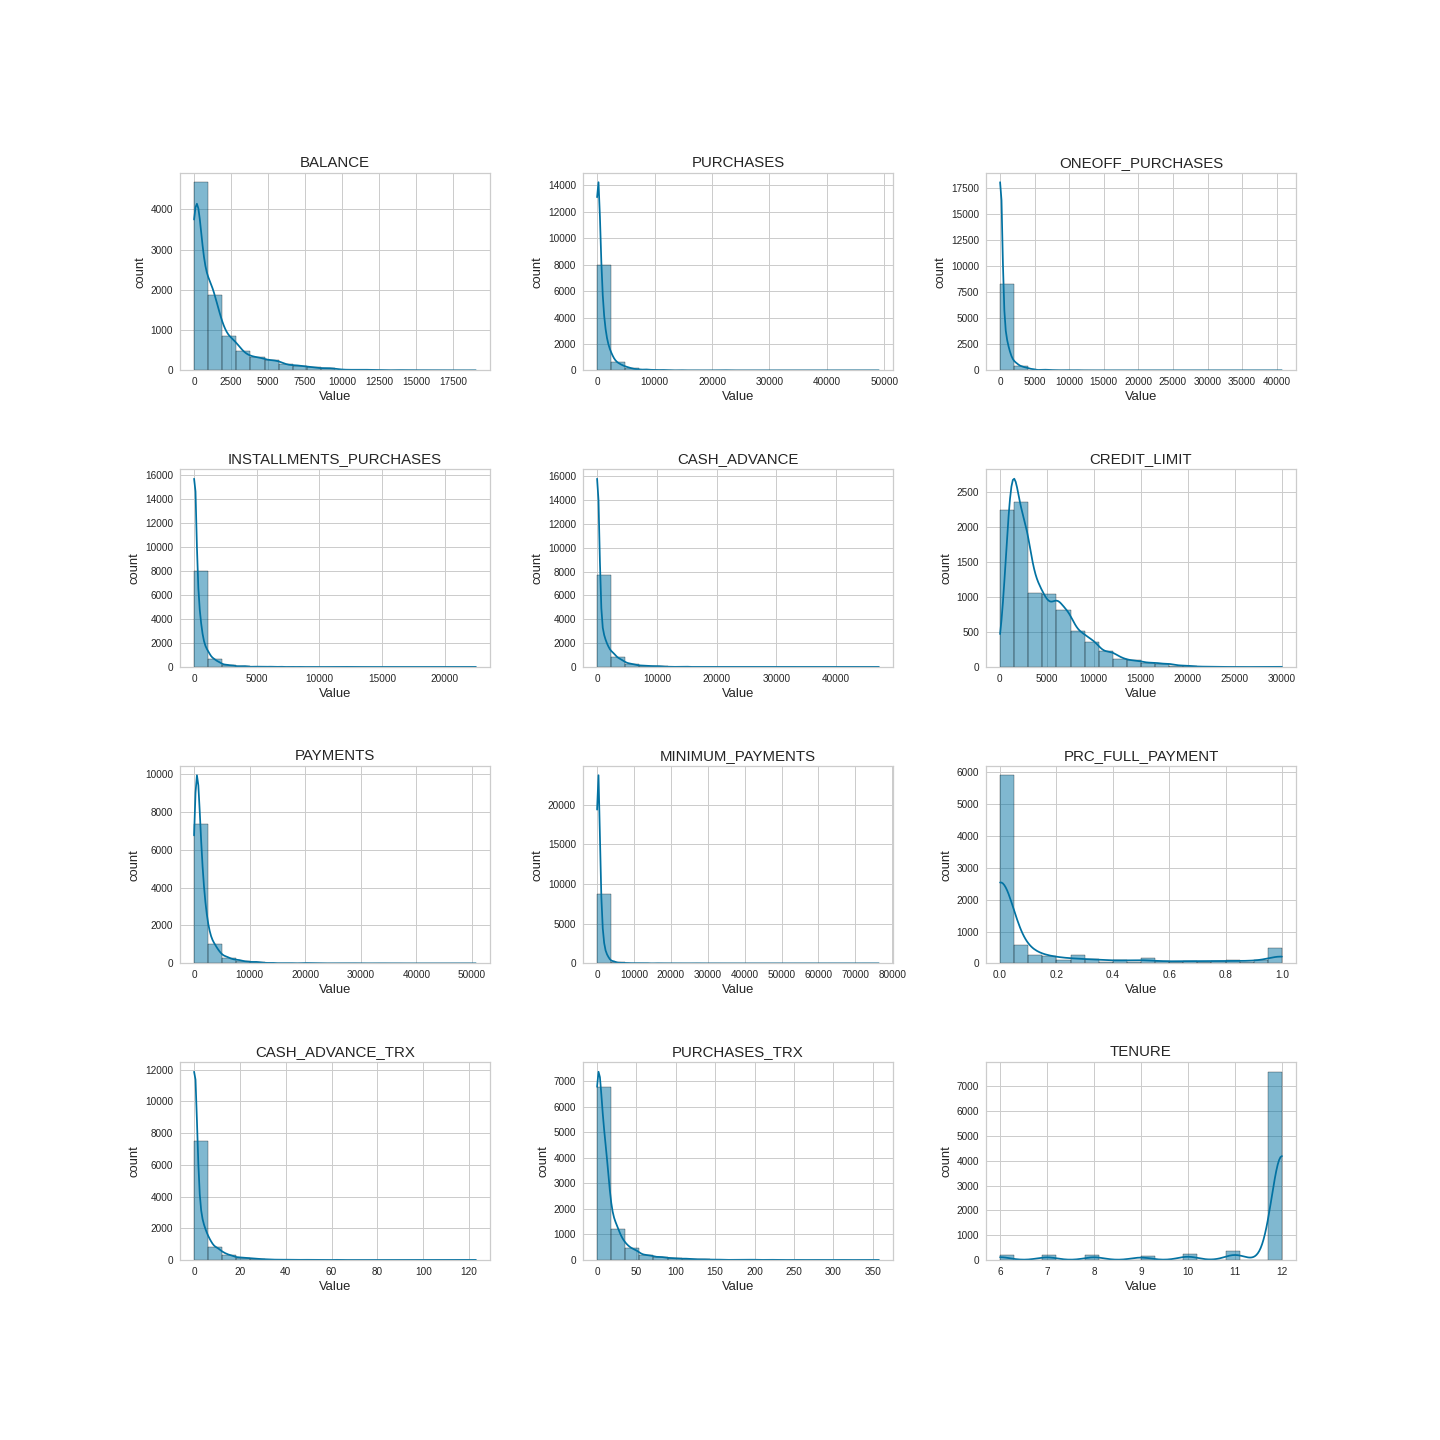 BALANCE
count
4000
3000
2000
1000
0
0 2500 5000 7500 10000 12500 15000 17500
Value
PURCHASES
count
14000
12000
10000
8000
6000
4000
2000
0
0 10000 20000 30000 40000 50000
Value
ONEOFF_PURCHASES
count
17500
15000
12500
10000
7500
5000
2500
0
0 5000 10000 15000 20000 25000 30000 35000 40000
Value
INSTALLMENTS_PURCHASES
count
16000
14000
12000
10000
8000
6000
4000
2000
0
0 5000 10000 15000 20000
Value
CASH_ADVANCE
count
16000
14000
12000
10000
8000
6000
4000
2000
0
0 10000 20000 30000 40000
Value
CREDIT_LIMIT
count
2500
2000
1500
1000
500
0
0 5000 10000 15000 20000 25000 30000
Value
PAYMENTS
count
10000
8000
6000
4000
2000
0
0 10000 20000 30000 40000 50000
Value
MINIMUM_PAYMENTS
count
20000
15000
10000
5000
0
0 10000 20000 30000 40000 50000 60000 70000 80000
Value
PRC_FULL_PAYMENT
count
6000
5000
4000
3000
2000
1000
0
0.0 0.2 0.4 0.6 0.8 1.0
Value
CASH_ADVANCE_TRX
count
12000
10000
8000
6000
4000
2000
0
0 20 40 60 80 100 120
Value
PURCHASES_TRX
count
7000
6000
5000
4000
3000
2000
1000
0
0 50 100 150 200 250 300 350
Value
TENURE
count
7000
6000
5000
4000
3000
2000
1000
0
6 7 8 9 10 11 12
Value